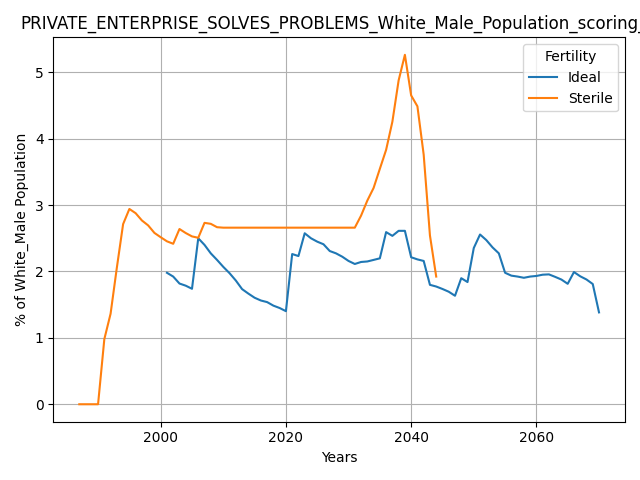 PRIVATE_ENTERPRISE_SOLVES_PROBLEMS_White_Male_Population_scoring_
Fertility
Ideal
Sterile
% of White_Male Population
5
4
3
2
1
0
2000 2020 2040 2060
Years